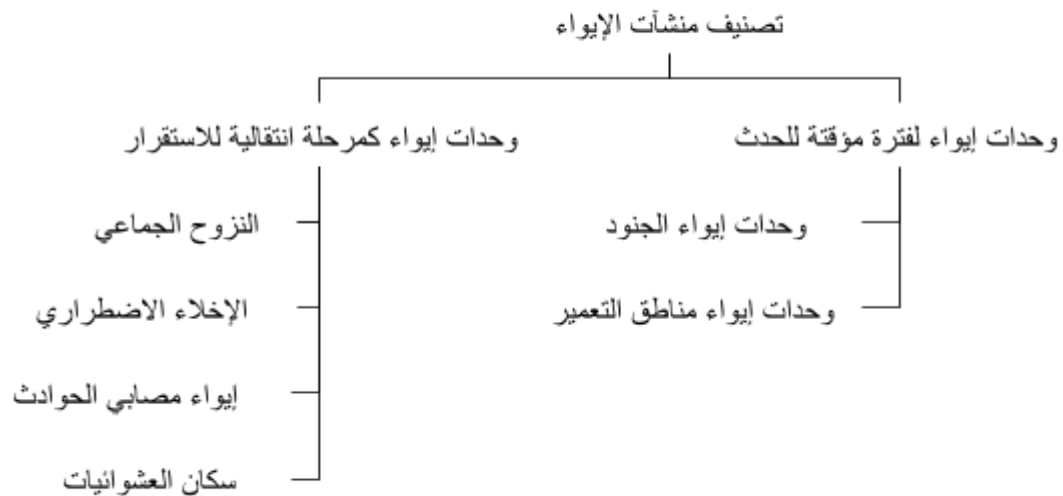 تصنيف منشآت الإيواء
وحدات إيواء لفترة مؤقتة للحدث
وحدات إيواء كمرحلة انتقالية للاستقرار
وحدات إيواء الجنود
النزوح الجماعي
وحدات إيواء مناطق التعمير
الإخلاء الاضطراري
إيواء مصابي الحوادث
سكان العشوائيات